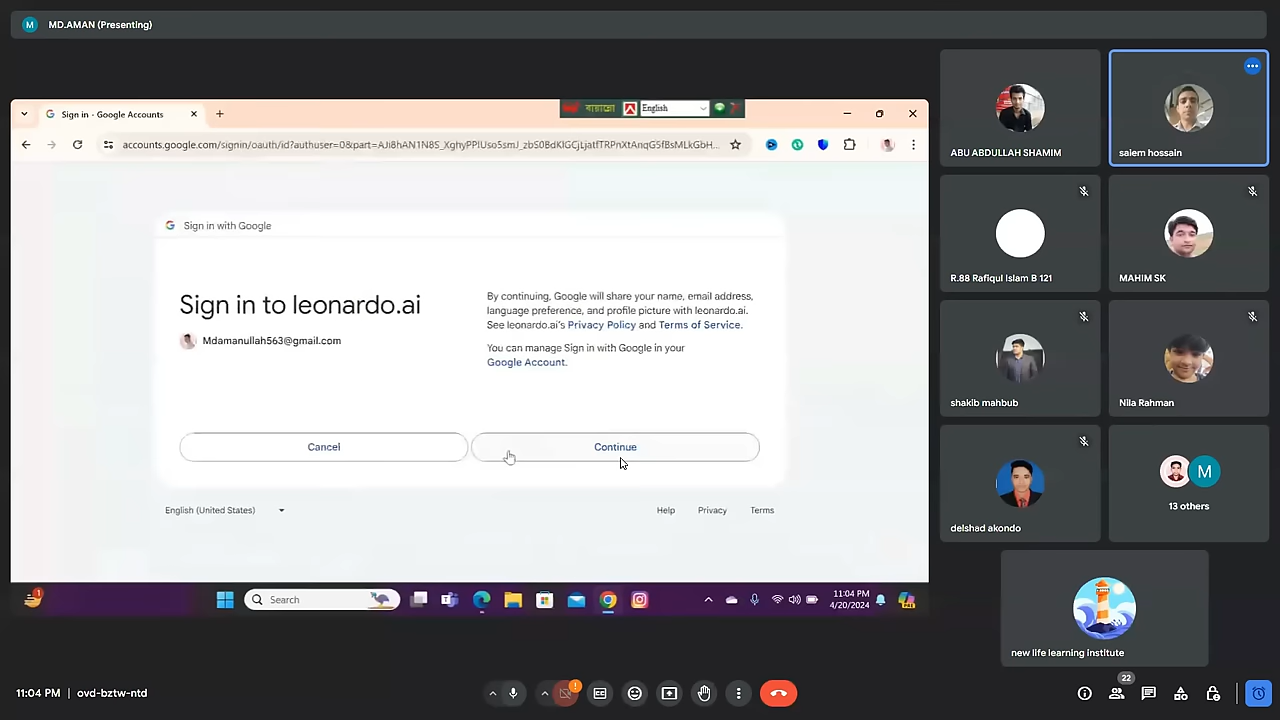 M MD.AMAN (Presenting)
Sign in - Google Accounts
English
accounts.google.com/signin/oauth/id?authuser=0&part=
Sign in with Google
Sign in to leonardo.ai
Mdamanullah563@gmail.com
By continuing, Google will share your name, email address,
language preference, and profile picture with leonardo.ai.
See leonardo.ai's Privacy Policy and Terms of Service.
You can manage Sign in with Google in your
Google Account.
Cancel
Continue
English (United States)
Help
Privacy
Terms
1
Search
11:04 PM
4/20/2024
ABU ABDULLAH SHAMIM
salem hossain
R.88 Rafiqul Islam B 121
MAHIM SK
shakib mahbub
Nila Rahman
delshad akondo
M
13 others
new life learning institute
11:04 PM | ovd-bztw-ntd
22